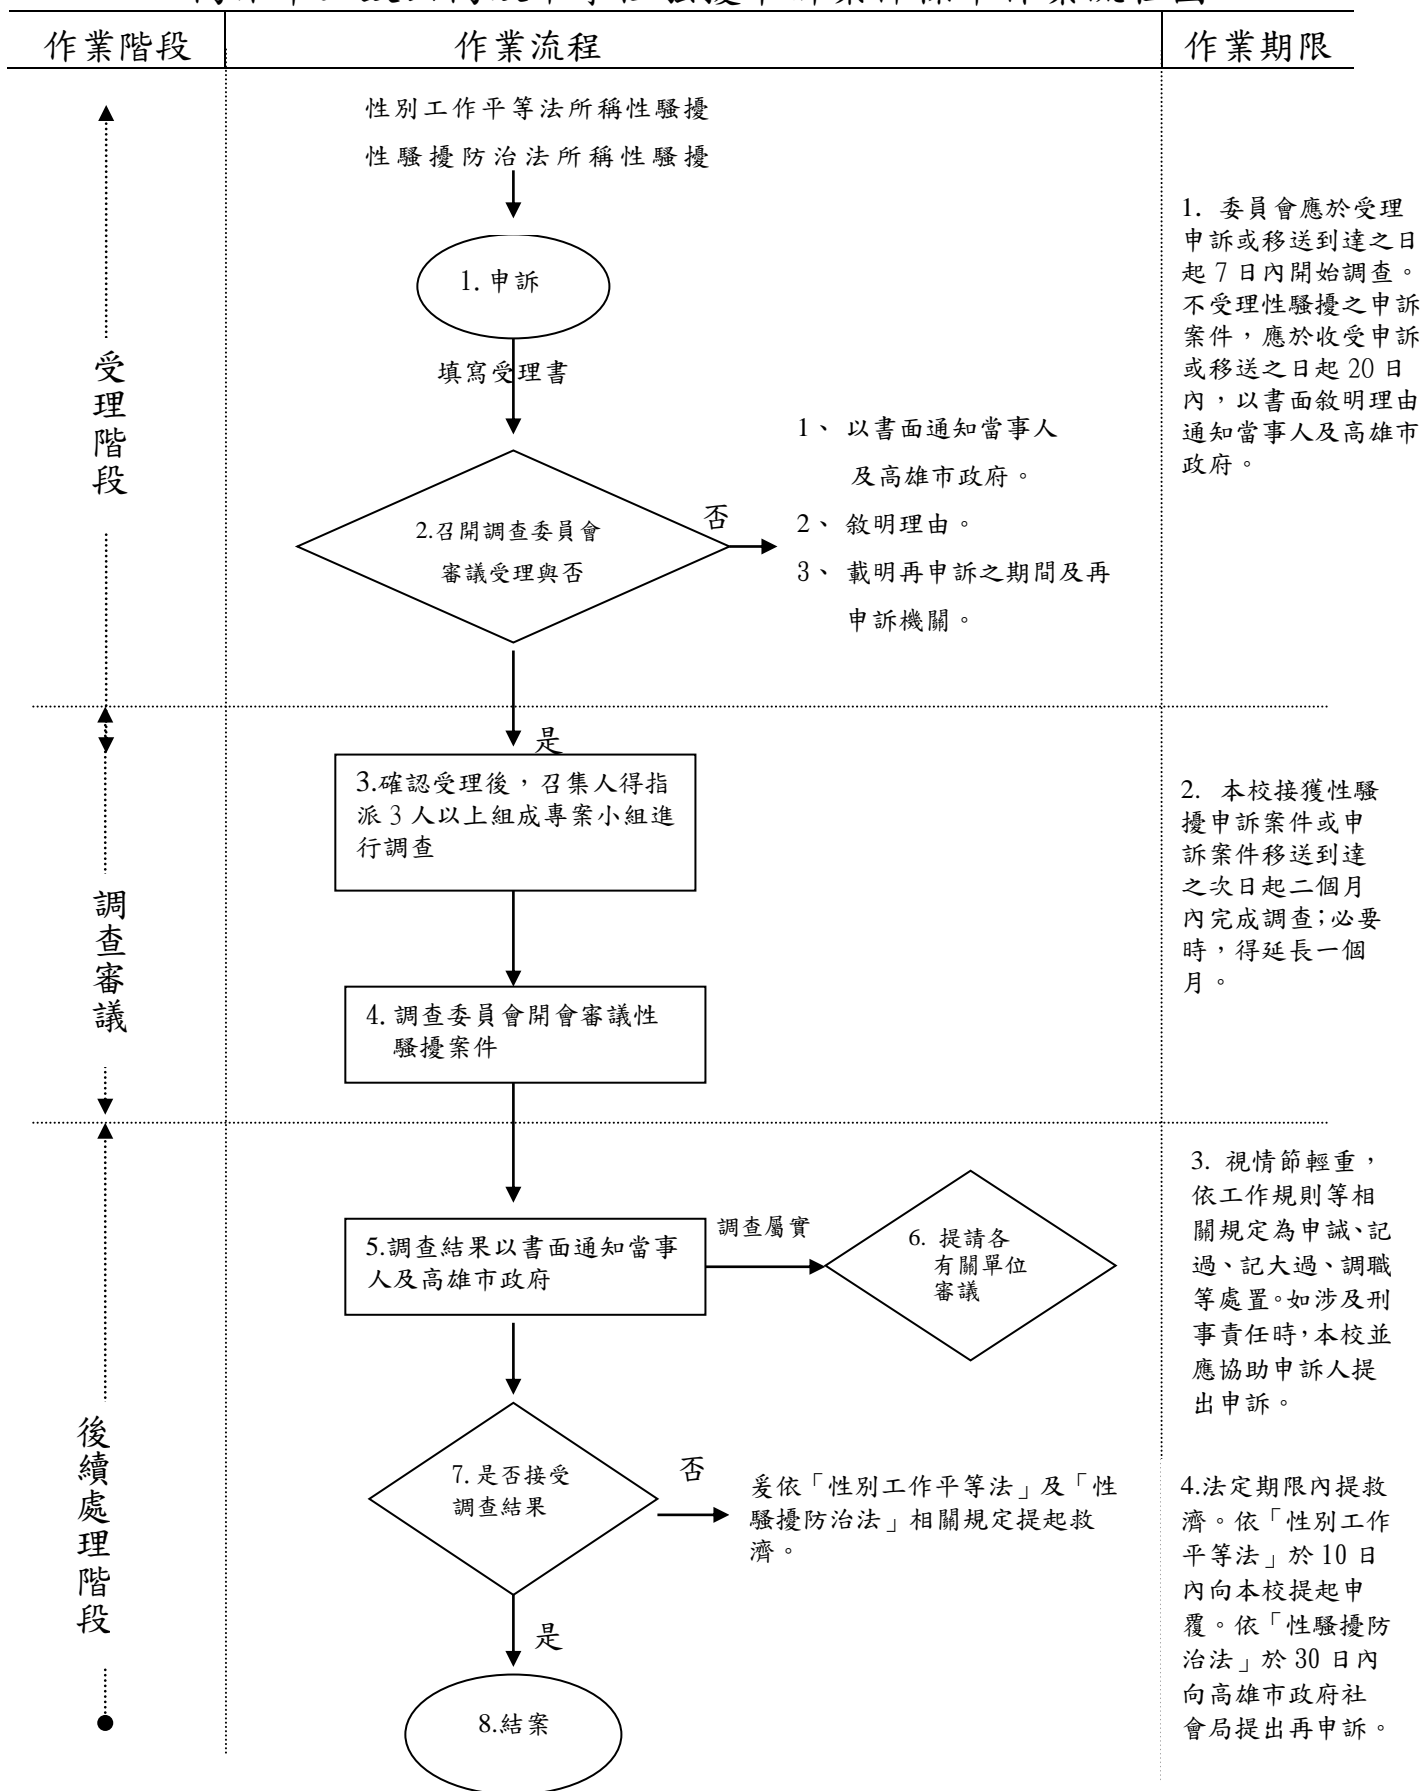 作業階段
作業流程
作業期限
性別工作平等法所稱性騷擾
性騷擾防治法所稱性騷擾
1. 申訴
填寫受理書
受理階段
2.召開調查委員會
審議受理與否
否
1、 以書面通知當事人
及高雄市政府。
2、 敘明理由。
3、 載明再申訴之期間及再
申訴機關。
1. 委員會應於受理
申訴或移送到達之日
起 7 日內開始調查。
不受理性騷擾之申訴
案件，應於收受申訴
或移送之日起 20 日
內，以書面敘明理由
通知當事人及高雄市
政府。
是
調查審議
3.確認受理後，召集人得指
派 3 人以上組成專案小組進
行調查
4. 調查委員會開會審議性
騷擾案件
2. 本校接獲性騷
擾申訴案件或申
訴案件移送到達
之次日起二個月
內完成調查;必要
時，得延長一個
月。
後續處理階段
5.調查結果以書面通知當事
人及高雄市政府
調查屬實
6. 提請各
有關單位
審議
3. 視情節輕重，
依工作規則等相
關規定為申誡、記
過、記大過、調職
等處置。如涉及刑
事責任時，本校並
應協助申訴人提
出申訴。
7. 是否接受
調查結果
否
爰依「性別工作平等法」及「性
騷擾防治法」相關規定提起救
濟。
是
8.結案
4.法定期限內提救
濟。依「性別工作
平等法」於 10 日
內向本校提起申
覆。依「性騷擾防
治法」於 30 日內
向高雄市政府社
會局提出再申訴。